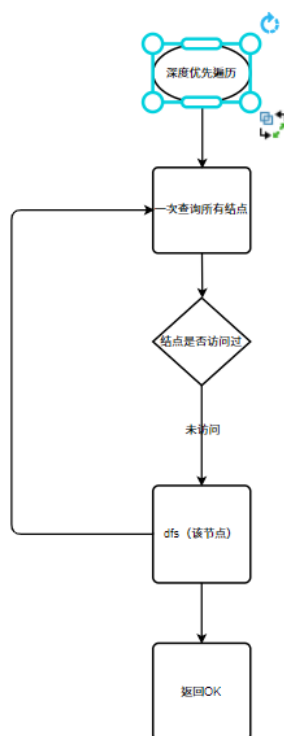 深度优先遍历
一次查询所有结点
结点是否访问过
未访问
dfs（该节点）
返回OK